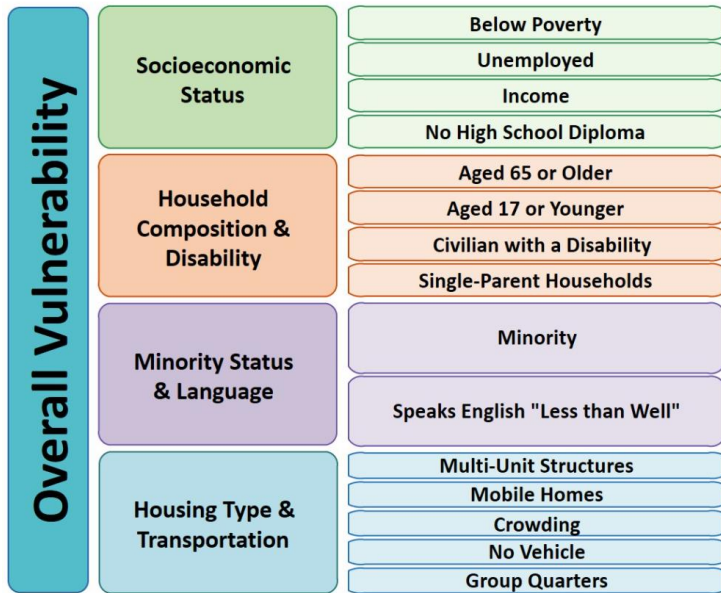 Overall Vulnerability
Socioeconomic
Status
Below Poverty
Unemployed
Income
No High School Diploma
Household
Composition &
Disability
Aged 65 or Older
Aged 17 or Younger
Civilian with a Disability
Single-Parent Households
Minority Status
& Language
Minority
Speaks English "Less than Well"
Housing Type &
Transportation
Multi-Unit Structures
Mobile Homes
Crowding
No Vehicle
Group Quarters